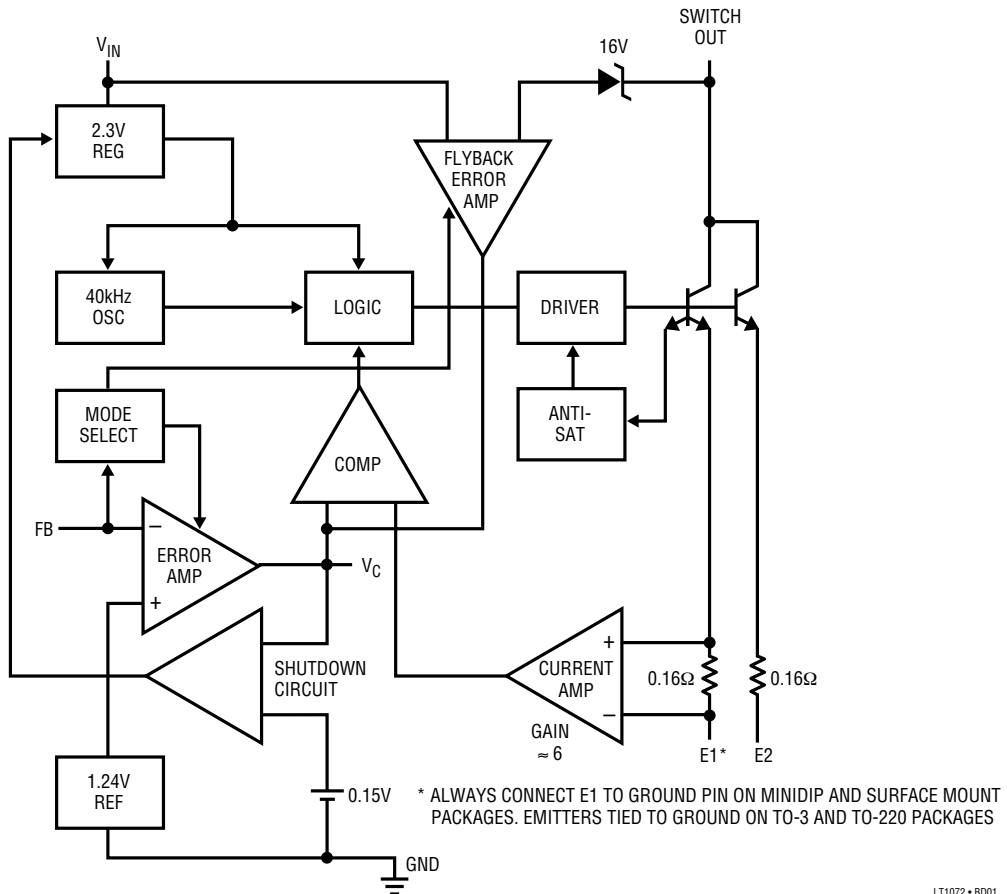 SWITCH
OUT
16V
VIN
2.3V
REG
FLYBACK
ERROR
AMP
40kHz
OSC
LOGIC
DRIVER
MODE
SELECT
ANTI-
SAT
COMP
FB
–
ERROR
AMP
+
VC
SHUTDOWN
CIRCUIT
+
CURRENT
AMP
–
GAIN
≈ 6
0.16Ω
0.16Ω
E1*
E2
1.24V
REF
0.15V
GND
* ALWAYS CONNECT E1 TO GROUND PIN ON MINIDIP AND SURFACE MOUNT
PACKAGES. EMITTERS TIED TO GROUND ON TO-3 AND TO-220 PACKAGES
LT1072 • BD01